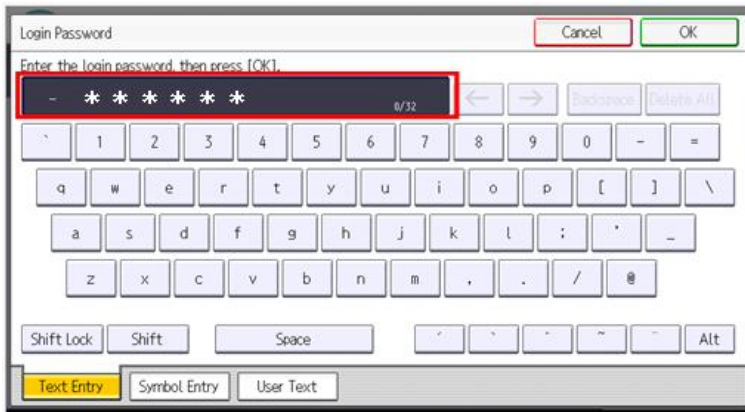 Login Password Cancel OK
Enter the login password, then press [OK].
- ****** 0/32 ← → Backspace Delete All
` 1 2 3 4 5 6 7 8 9 0 - =
q w e r t y u i o p [ ] \
a s d f g h j k l ; ' _
z x c v b n m , . / @
Shift Lock Shift Space ´ ` ^ ~ ¨ Alt
Text Entry Symbol Entry User Text